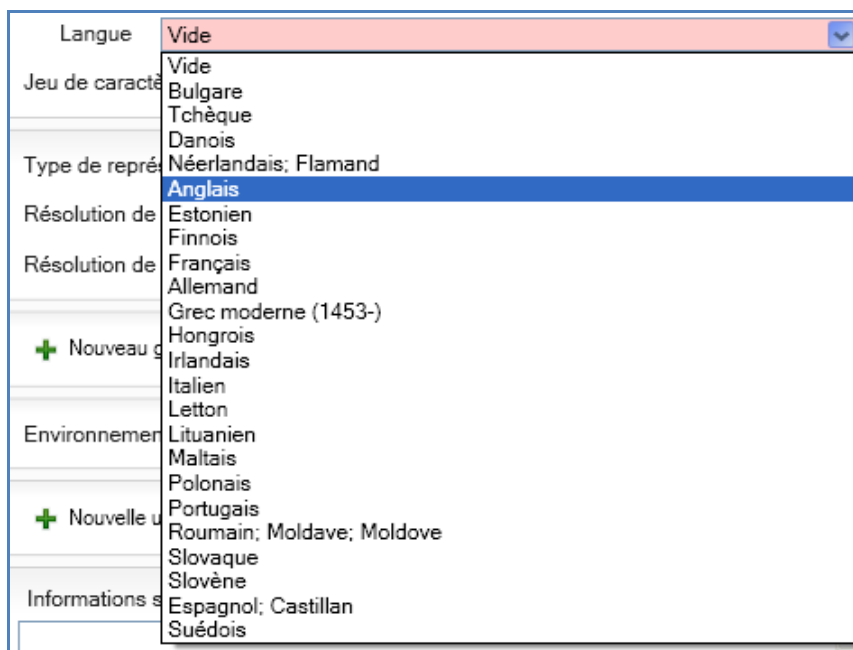 Langue Vide
Vide
Jeu de caractè
Bulgare
Tchèque
Danois
Type de représ
Néerlandais; Flamand
Anglais
Résolution de
Estonien
Finnois
Résolution de
Français
Allemand
Grec moderne (1453-)
Hongrois
Nouveau g
Irlandais
Italien
Letton
Environnemen
Lituanien
Maltais
Polonais
Portugais
Nouvelle u
Roumain; Moldave; Moldove
Slovaque
Slovène
Informations s
Espagnol; Castillan
Suédois